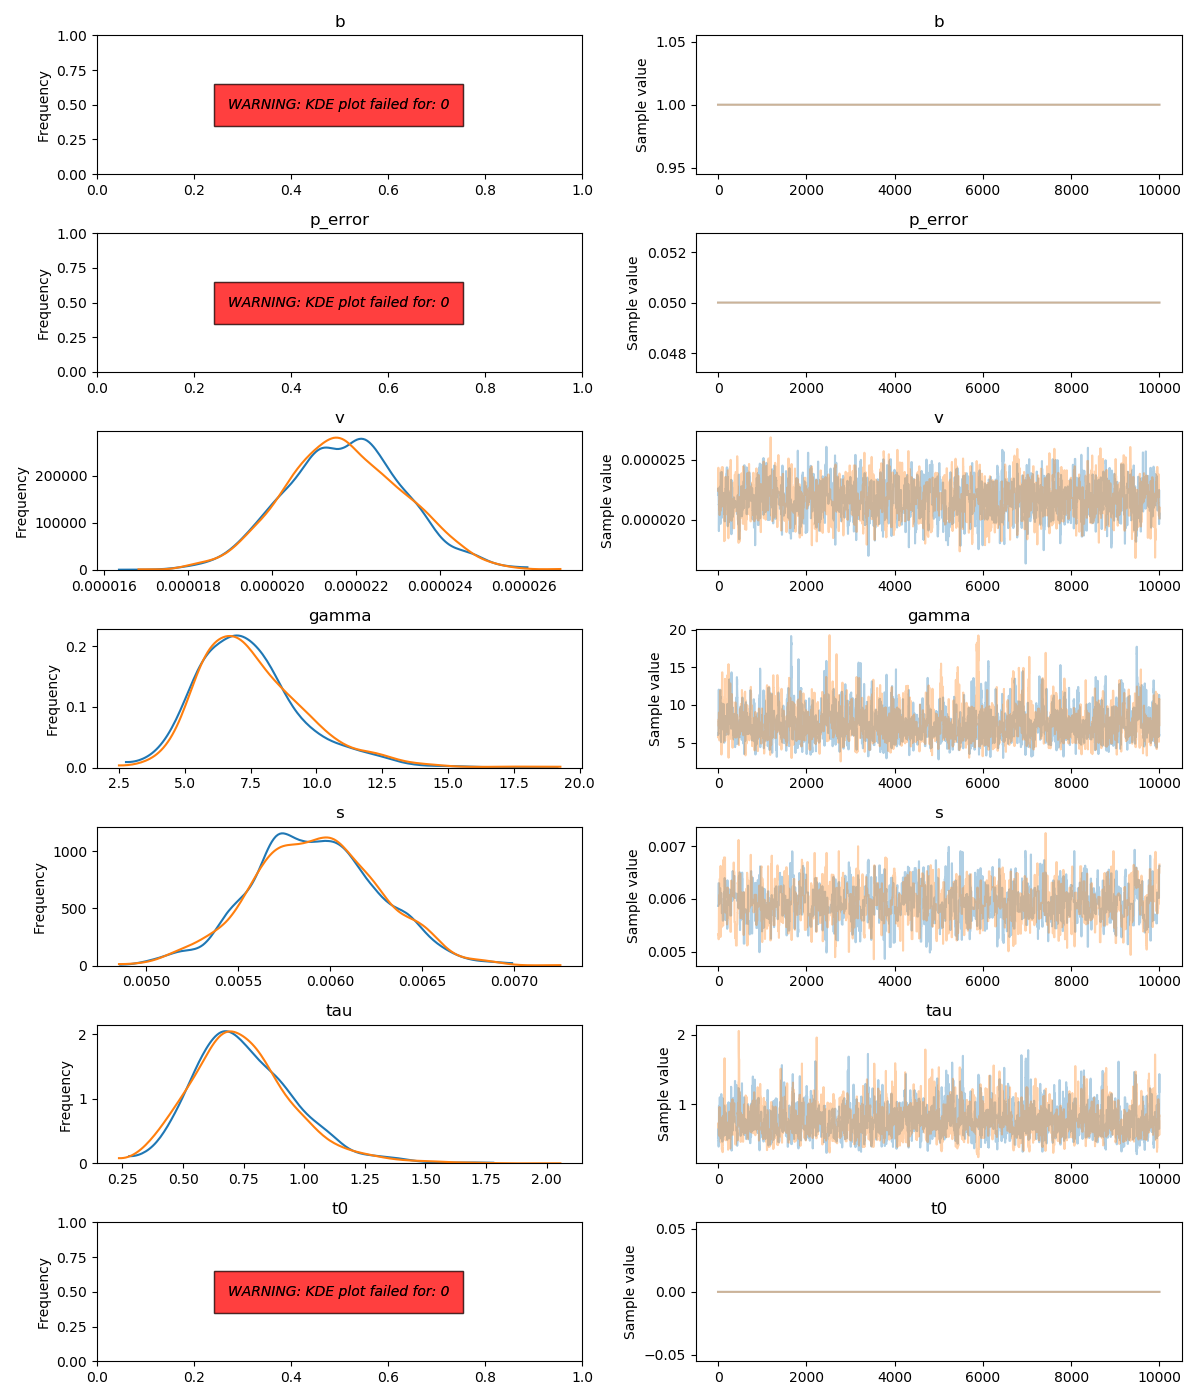 b
Frequency
1.00
0.75
0.50
0.25
0.00
WARNING: KDE plot failed for: 0
0.0 0.2 0.4 0.6 0.8 1.0
b
Sample value
1.05
1.00
0.95
0 2000 4000 6000 8000 10000
p_error
Frequency
1.00
0.75
0.50
0.25
0.00
WARNING: KDE plot failed for: 0
0.0 0.2 0.4 0.6 0.8 1.0
p_error
Sample value
0.052
0.050
0.048
0 2000 4000 6000 8000 10000
v
Frequency
200000
100000
0
0.000016 0.000018 0.000020 0.000022 0.000024 0.000026
v
Sample value
0.000025
0.000020
0 2000 4000 6000 8000 10000
gamma
Frequency
0.2
0.1
0.0
2.5 5.0 7.5 10.0 12.5 15.0 17.5 20.0
gamma
Sample value
20
15
10
5
0 2000 4000 6000 8000 10000
s
Frequency
1000
500
0
0.0050 0.0055 0.0060 0.0065 0.0070
s
Sample value
0.007
0.006
0.005
0 2000 4000 6000 8000 10000
tau
Frequency
2
1
0
0.25 0.50 0.75 1.00 1.25 1.50 1.75 2.00
tau
Sample value
2
1
0 2000 4000 6000 8000 10000
t0
Frequency
1.00
0.75
0.50
0.25
0.00
WARNING: KDE plot failed for: 0
0.0 0.2 0.4 0.6 0.8 1.0
t0
Sample value
0.05
0.00
−0.05
0 2000 4000 6000 8000 10000